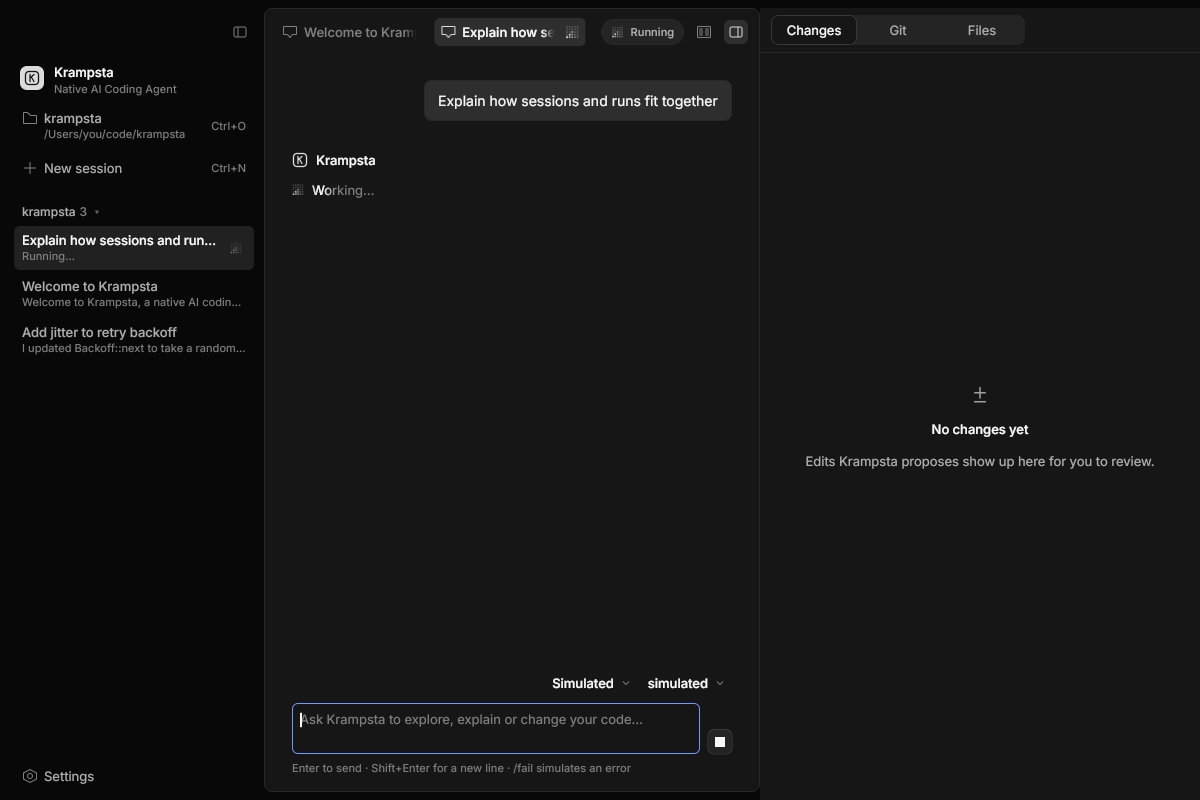 Krampsta
Native AI Coding Agent
krampsta
/Users/you/code/krampsta
Ctrl+O
New session
Ctrl+N
krampsta 3
Explain how sessions and run...
Running...
Welcome to Krampsta
Welcome to Krampsta, a native AI codin...
Add jitter to retry backoff
I updated Backoff::next to take a random...
Settings
Welcome to Kram
Explain how se
Running
Explain how sessions and runs fit together
Krampsta
Working...
Simulated
simulated
Ask Krampsta to explore, explain or change your code...
Enter to send · Shift+Enter for a new line · /fail simulates an error
Changes
Git
Files
No changes yet
Edits Krampsta proposes show up here for you to review.